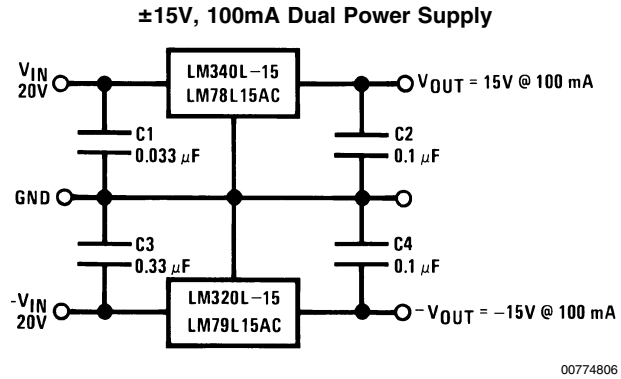 ±15V, 100mA Dual Power Supply
VIN
20V
LM340L–15
LM78L15AC
VOUT = 15V @ 100 mA
C1
0.033 μF
C2
0.1 μF
GND
C3
0.33 μF
C4
0.1 μF
-VIN
20V
LM320L–15
LM79L15AC
–VOUT = –15V @ 100 mA
00774806